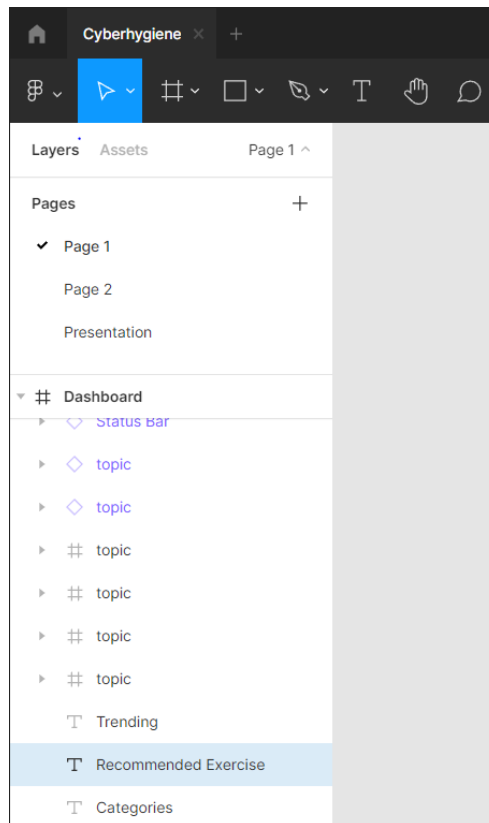 Cyberhygiene
Layers Assets Page 1
Pages
Page 1
Page 2
Presentation
Dashboard
Status Bar
topic
topic
topic
topic
topic
topic
Trending
Recommended Exercise
Categories